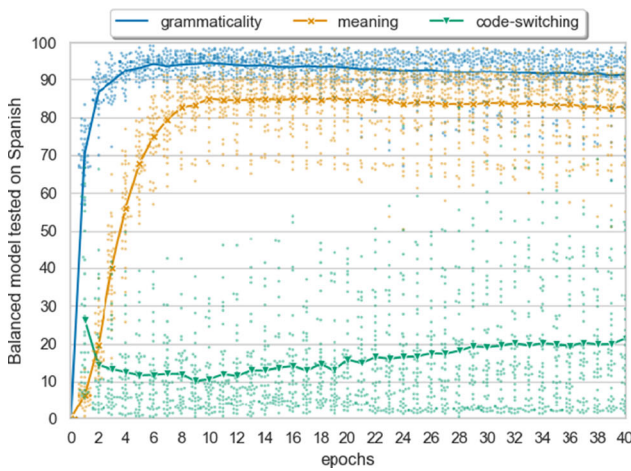 grammaticality meaning code-switching
Balanced model tested on Spanish
100
90
80
70
60
50
40
30
20
10
0
0 2 4 6 8 10 12 14 16 18 20 22 24 26 28 30 32 34 36 38 40
epochs